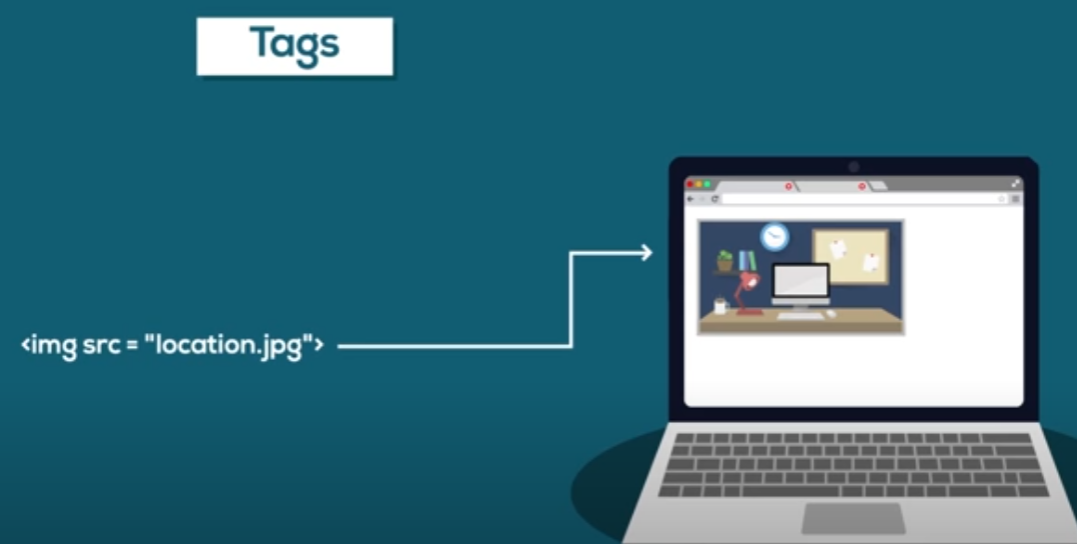 Tags
<img src = "location.jpg">